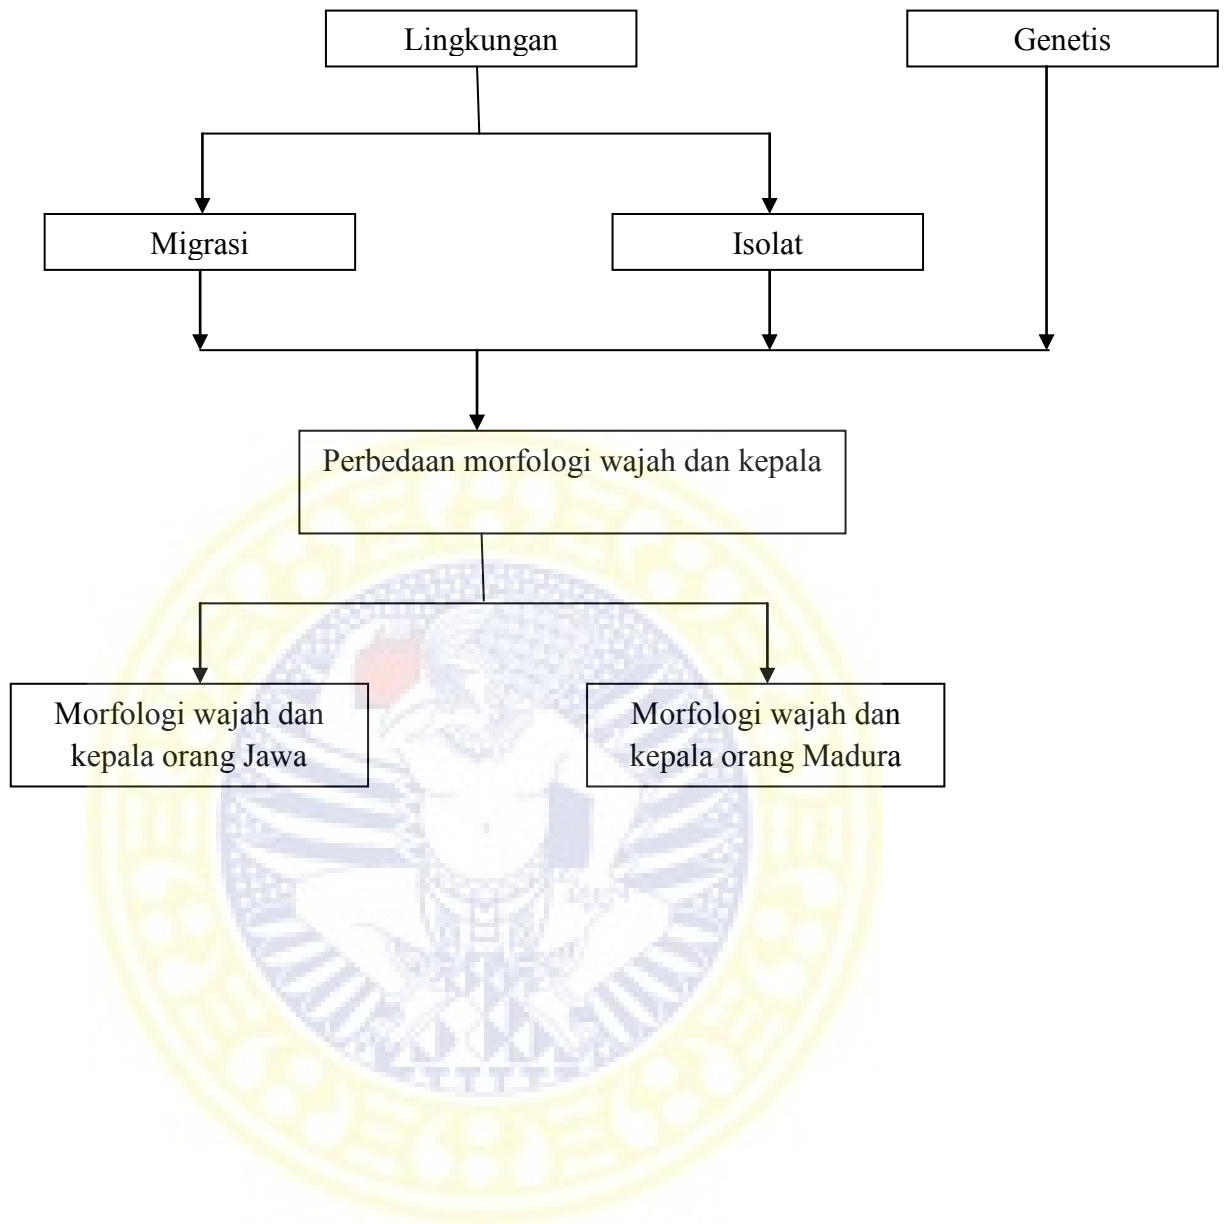 Lingkungan
Genetis
Migrasi
Isolat
Perbedaan morfologi wajah dan kepala
Morfologi wajah dan
kepala orang Jawa
Morfologi wajah dan
kepala orang Madura